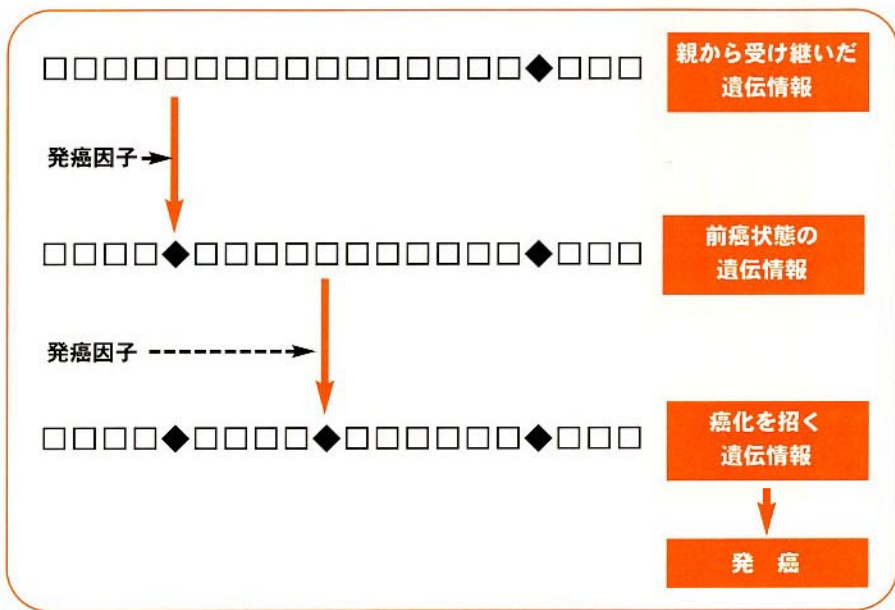 親から受け継いだ
遺伝情報
発癌因子
前癌状態の
遺伝情報
発癌因子
癌化を招く
遺伝情報
発 癌